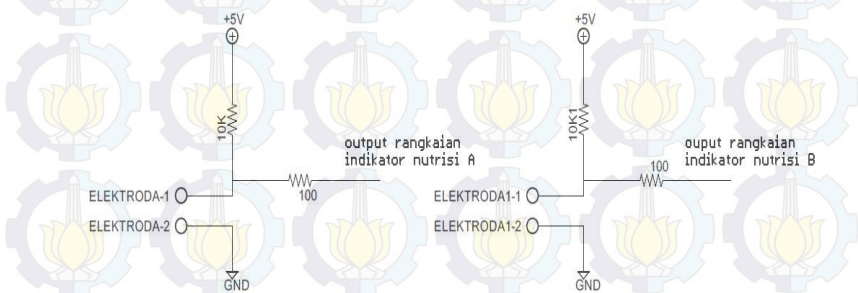 +5V
10K
output rangkaian
indikator nutrisi A
100
ELEKTRODA-1
ELEKTRODA-2
GND
+5V
10K1
ouput rangkaian
indikator nutrisi B
100
ELEKTRODA1-1
ELEKTRODA1-2
GND